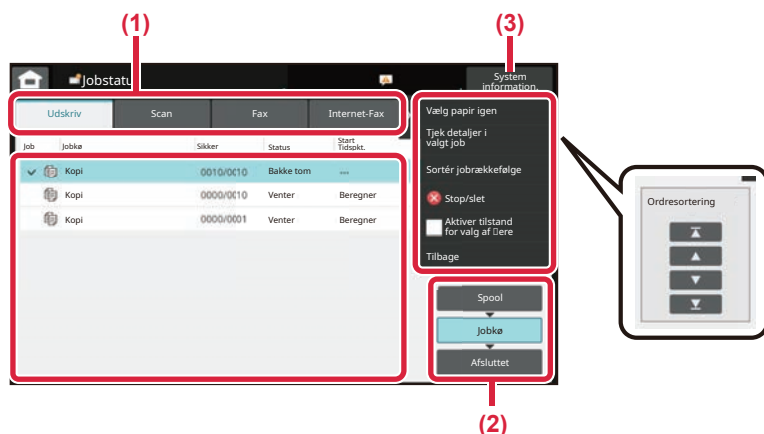 (1)
(3)
Jobstatu
System
information.
Udskriv
Scan
Fax
Internet-Fax
Job
Jobkø
Sikker
Status
Start
Tidspkt.
Kopi
0010/0010
Bakke tom
---
Kopi
0000/0010
Venter
Beregner
Kopi
0000/0001
Venter
Beregner
Vælg papir igen
Tjek detaljer i
valgt job
Sortér jobrækkefølge
Stop/slet
Aktiver tilstand
for valg af ere
Tilbage
Spool
Jobkø
Afsluttet
Ordresortering
(2)